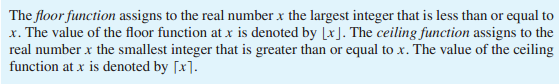 The floor function assigns to the real number x the largest integer that is less than or equal to
x. The value of the floor function at x is denoted by ⌊x⌋. The ceiling function assigns to the
real number x the smallest integer that is greater than or equal to x. The value of the ceiling
function at x is denoted by ⌈x⌉.